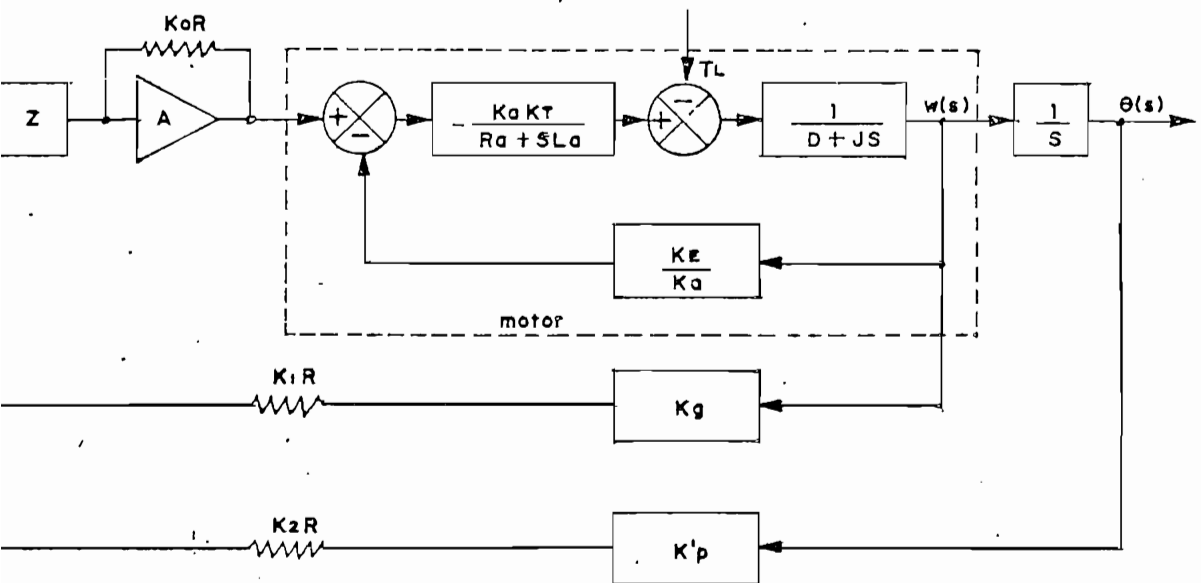 KoR
Z
A
+
−
- KaKT
Ra + SLa
TL
−
+
1
D + JS
w(s)
1
S
θ(s)
KE
Ka
motor
K1R
Kg
K2R
K'p